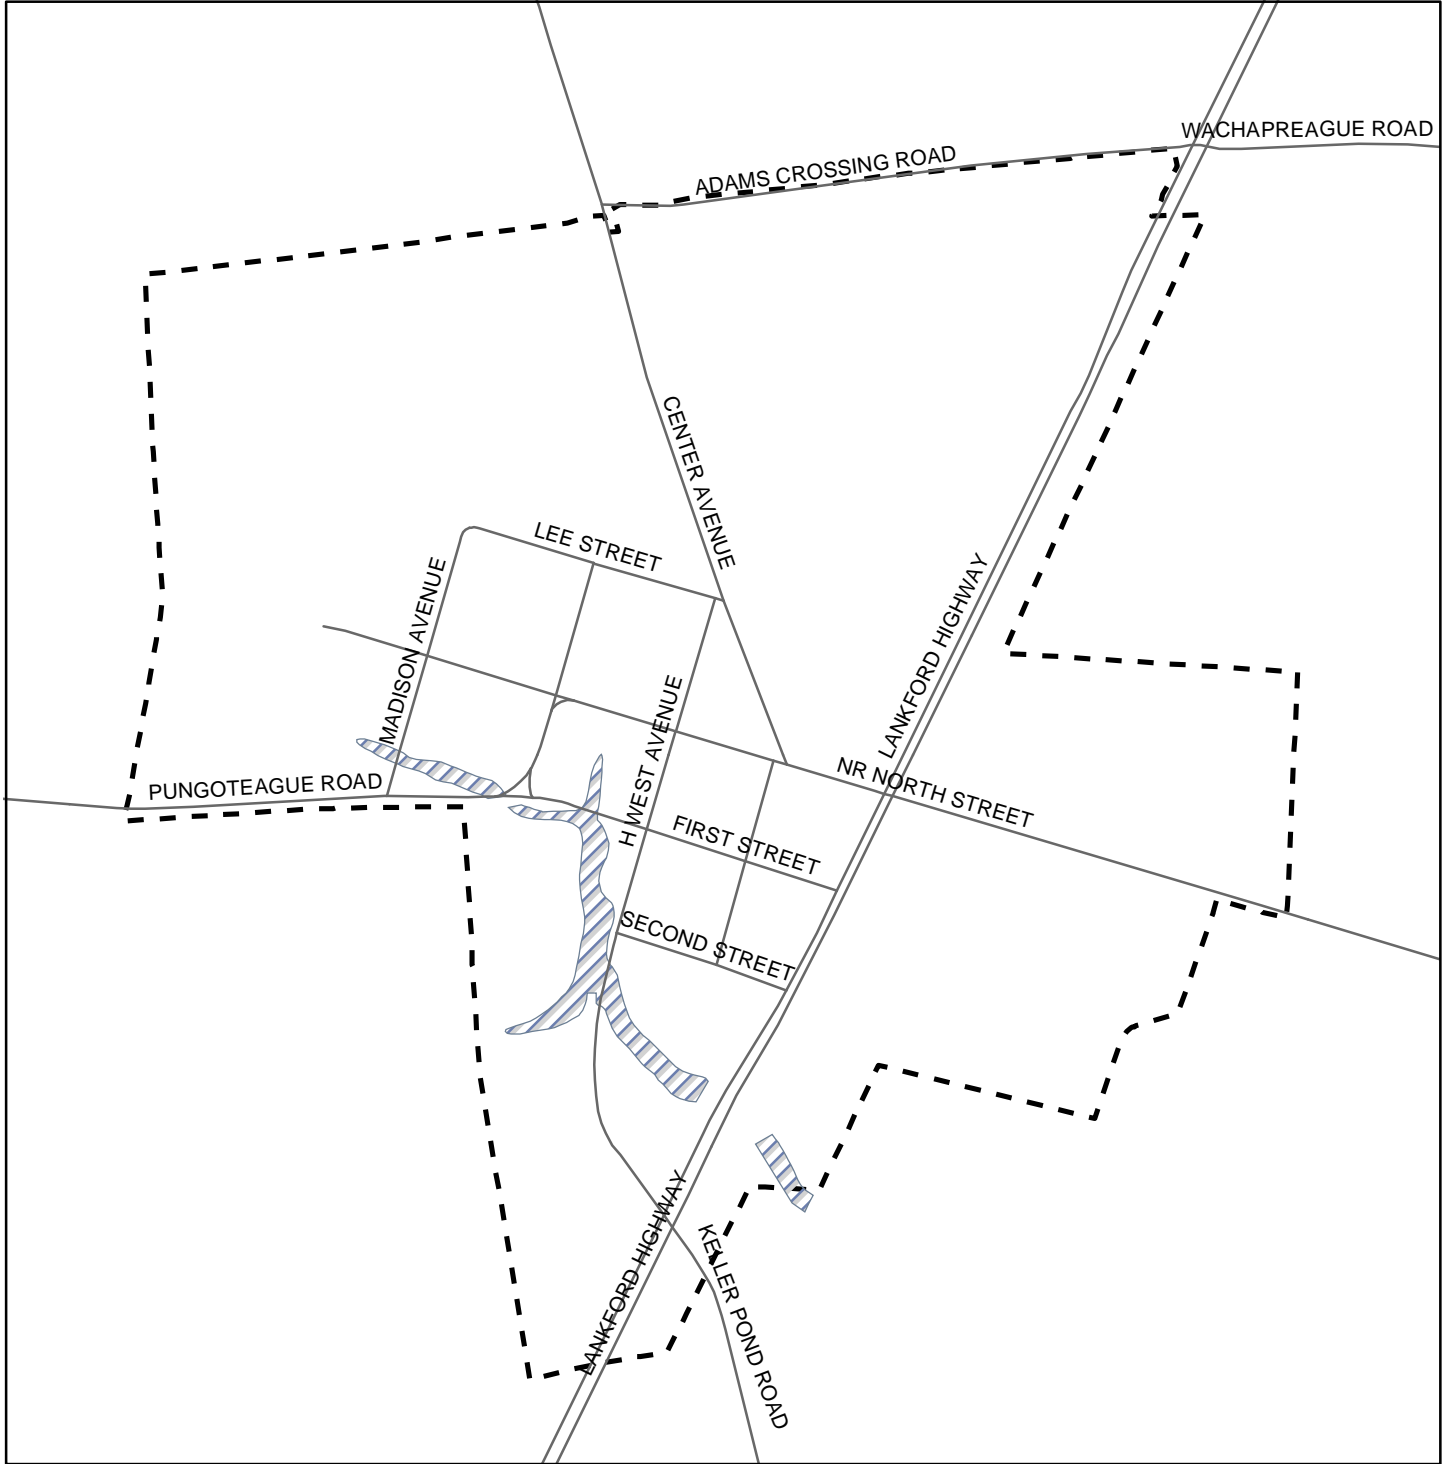 WACHAPREAGUE ROAD
ADAMS CROSSING ROAD
CENTER AVENUE
LEE STREET
MADISON AVENUE
LANKFORD HIGHWAY
H WEST AVENUE
NR NORTH STREET
PUNGOTEAGUE ROAD
FIRST STREET
SECOND STREET
LANKFORD HIGHWAY
KELLER POND ROAD